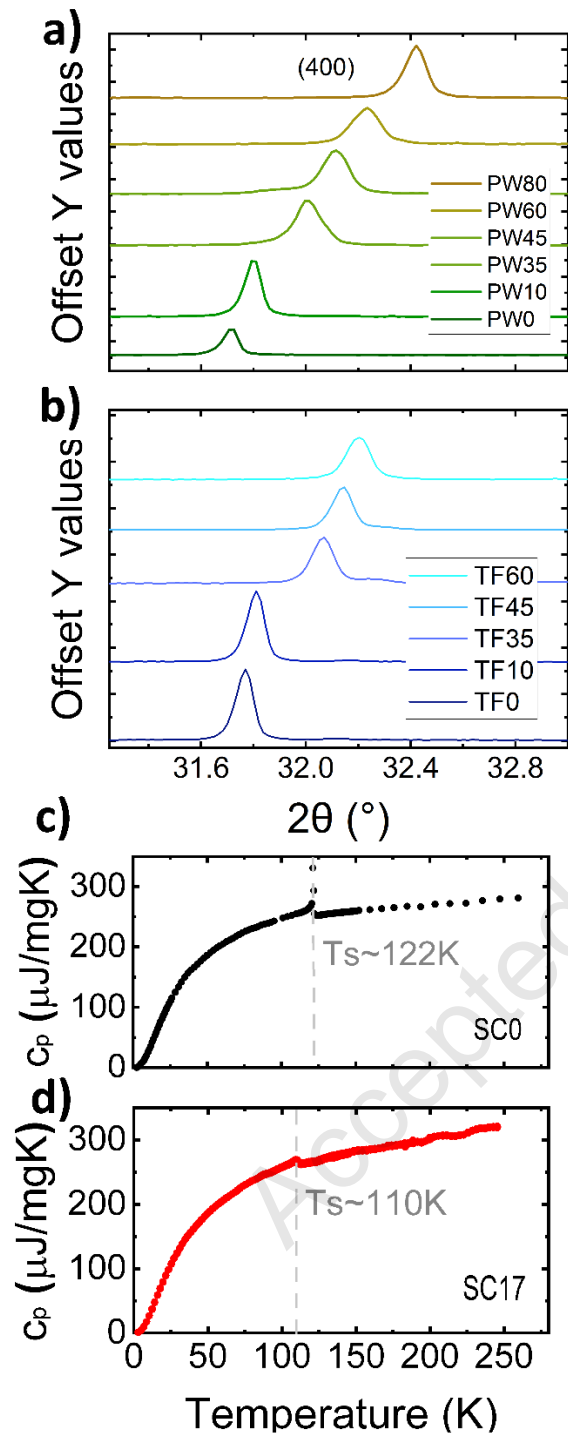 a)
(400)
Offset Y values
PW80
PW60
PW45
PW35
PW10
PW0
b)
Offset Y values
TF60
TF45
TF35
TF10
TF0
31.6 32.0 32.4 32.8
2θ (°)
c)
cp (μJ/mgK)
300
200
100
0
Ts~122K
SC0
d)
cp (μJ/mgK)
300
200
100
0
Ts~110K
SC17
0 50 100 150 200 250
Temperature (K)
Accepted